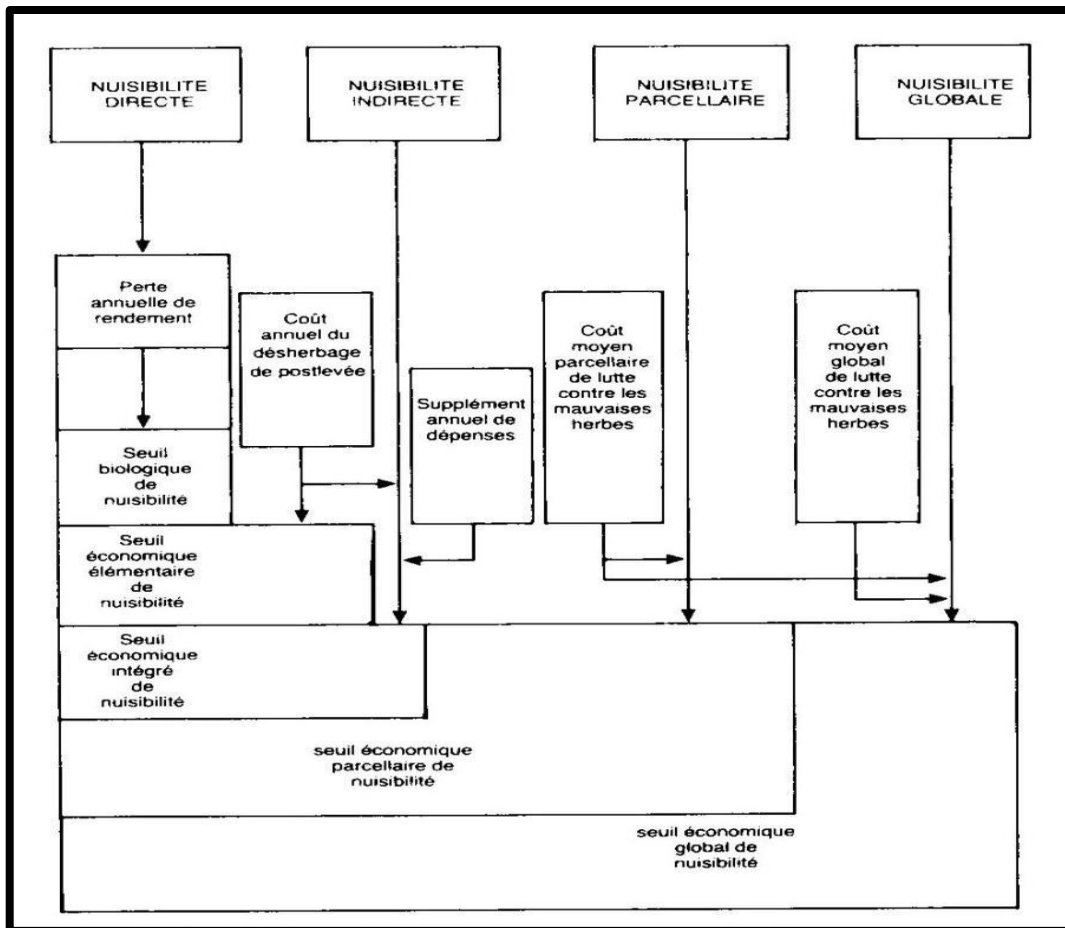 NUISIBILITE
DIRECTE
NUISIBILITE
INDIRECTE
NUISIBILITE
PARCELLAIRE
NUISIBILITE
GLOBALE
Perte
annuelle de
rendement
Coût
annuel du
désherbage
de postlevée
Supplément
annuel de
dépenses
Coût
moyen
parcellaire
de lutte
contre les
mauvaises
herbes
Coût
moyen
global
de lutte
contre les
mauvaises
herbes
Seuil
biologique
de
nuisibilité
Seuil
économique
élémentaire
de
nuisibilité
Seuil
économique
intégré
de
nuisibilité
seuil économique
parcellaire de
nuisibilité
seuil économique
global de
nuisibilité